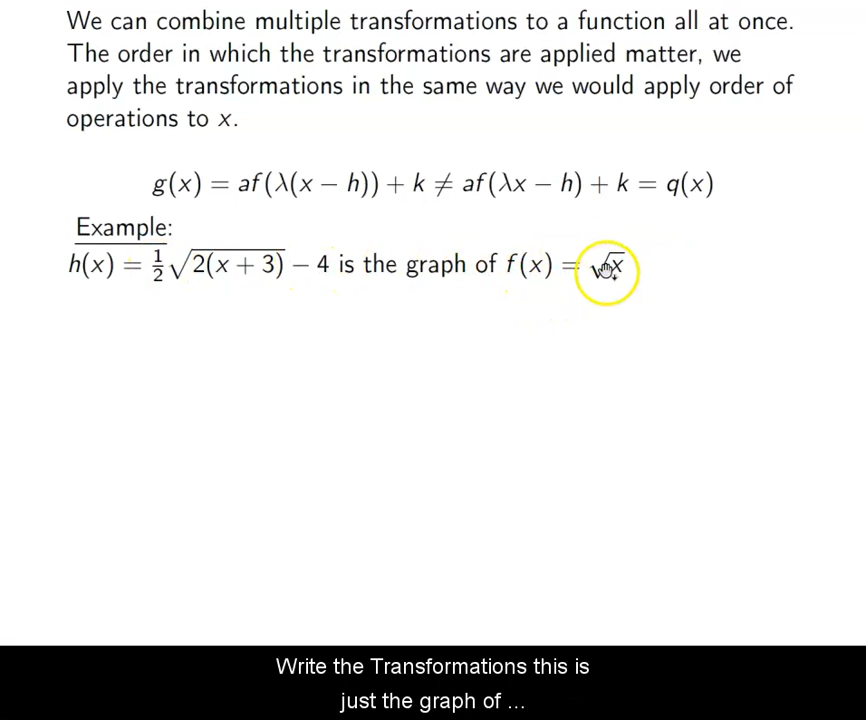 We can combine multiple transformations to a function all at once.
The order in which the transformations are applied matter, we
apply the transformations in the same way we would apply order of
operations to x.
g(x) = af(λ(x − h)) + k ≠ af(λx − h) + k = q(x)
Example:
h(x) = ½√(2(x + 3)) − 4 is the graph of f(x) = √x
Write the Transformations this is
just the graph of ...